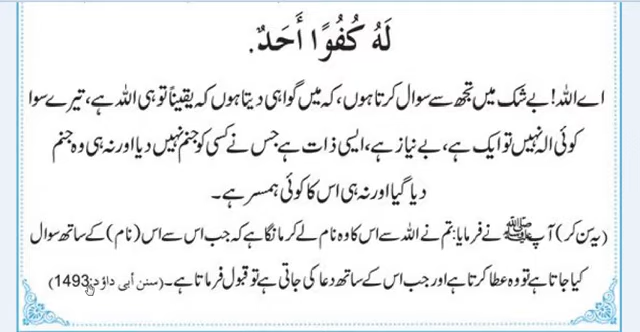 لَهُ كُفُوًا أَحَدٌ.
اے اللہ! بے شک میں تجھ سے سوال کرتا ہوں، کہ میں گواہی دیتا ہوں کہ یقیناً تو ہی اللہ ہے، تیرے سوا
کوئی الہ نہیں تو ایک ہے، بے نیاز ہے، ایسی ذات ہے جس نے کسی کو جنم نہیں دیا اور نہ ہی وہ جنم
دیا گیا اور نہ ہی اس کا کوئی ہمسر ہے۔
(یہ سن کر) آپ ﷺ نے فرمایا: تم نے اللہ سے اس کا وہ نام لے کر مانگا ہے کہ جب اس سے اس (نام) کے ساتھ سوال
کیا جاتا ہے تو وہ عطا کرتا ہے اور جب اس کے ساتھ دعا کی جاتی ہے تو قبول فرماتا ہے۔ (سنن أبی داؤد:1493)